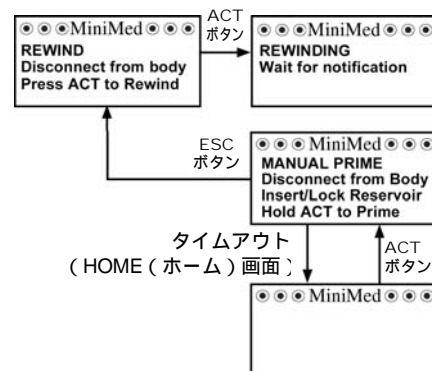 ACT
ボタン
MiniMed
REWIND
Disconnect from body
Press ACT to Rewind
MiniMed
REWINDING
Wait for notification
ESC
ボタン
MiniMed
MANUAL PRIME
Disconnect from Body
Insert/Lock Reservoir
Hold ACT to Prime
タイムアウト
（HOME（ホーム）画面）
ACT
ボタン
MiniMed